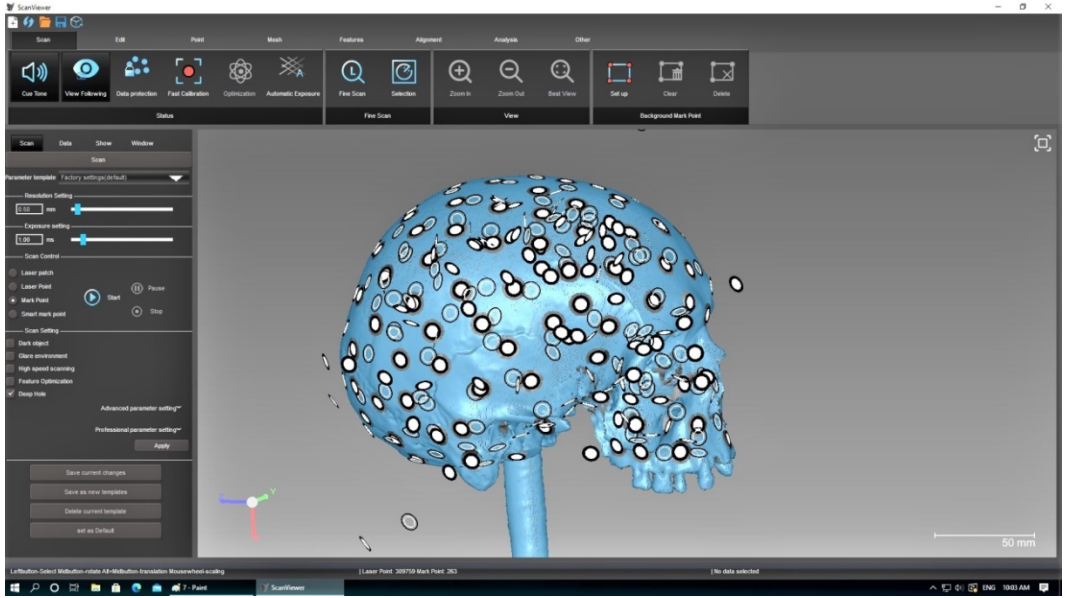 ScanViewer
Scan Edit Point Mesh Features Alignment Analysis Other
Cue Tone View Following Data protection Fast Calibration Optimization Automatic Exposure Fine Scan Selection Zoom In Zoom Out Best View Set up Clear Delete
Status Fine Scan View Background Mark Point
Scan Data Show Window
Scan
Parameter template Factory settings(default)
Resolution Setting
0.50 mm
Exposure setting
1.00 ms
Scan Control
Laser patch
Laser Point
Mark Point
Smart mark point
Start
Pause
Stop
Scan Setting
Dark object
Glare environment
High speed scanning
Feature Optimization
Deep Hole
Advanced parameter setting
Professional parameter setting
Apply
Save current changes
Save as new templates
Delete current template
set as Default
Y
50 mm
Leftbutton-Select Midbutton-rotate Alt+Midbutton-translation Mousewheel-scaling |Laser Point: 389759 Mark Point: 263 |No data selected
7 - Paint ScanViewer ENG 10:03 AM